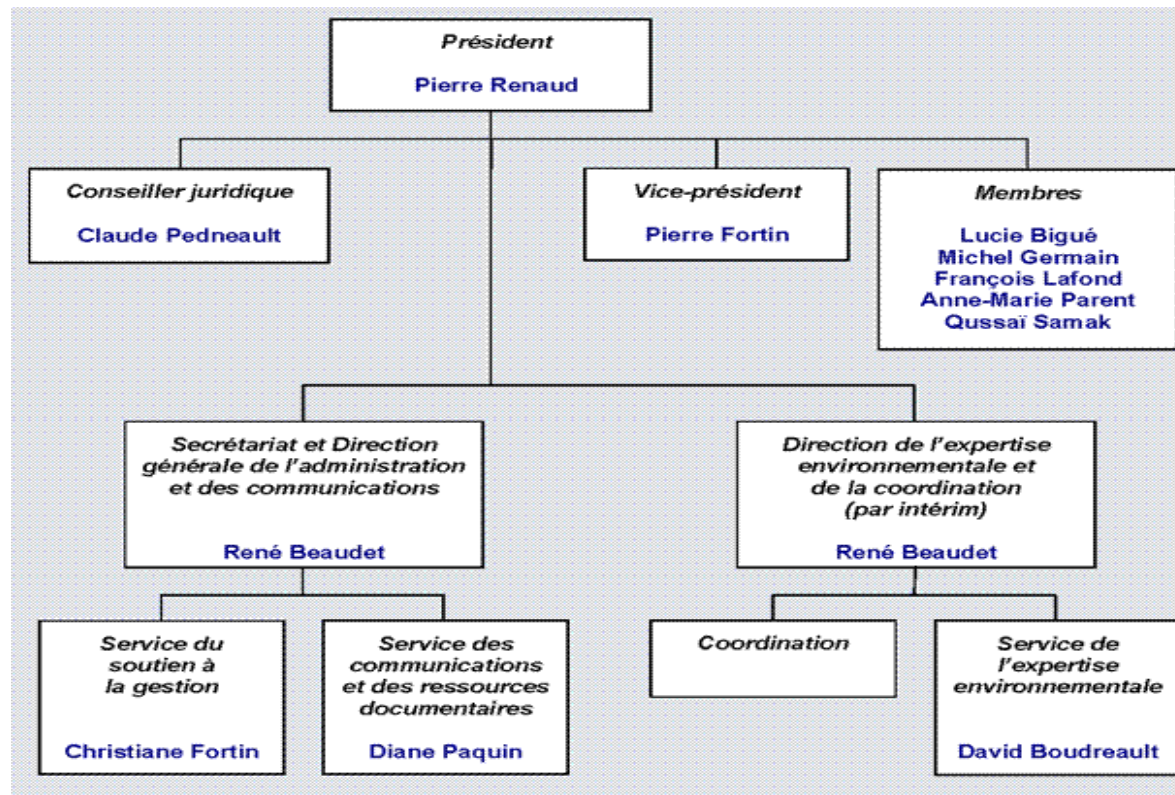 Président
Pierre Renaud
Conseiller juridique
Claude Pedneault
Vice-président
Pierre Fortin
Membres
Lucie Bigué
Michel Germain
François Lafond
Anne-Marie Parent
Qussaï Samak
Secrétariat et Direction
générale de l'administration
et des communications
René Beaudet
Direction de l'expertise
environnementale et
de la coordination
(par intérim)
René Beaudet
Service du
soutien à
la gestion
Christiane Fortin
Service des
communications
et des ressources
documentaires
Diane Paquin
Coordination
Service de
l'expertise
environnementale
David Boudreault